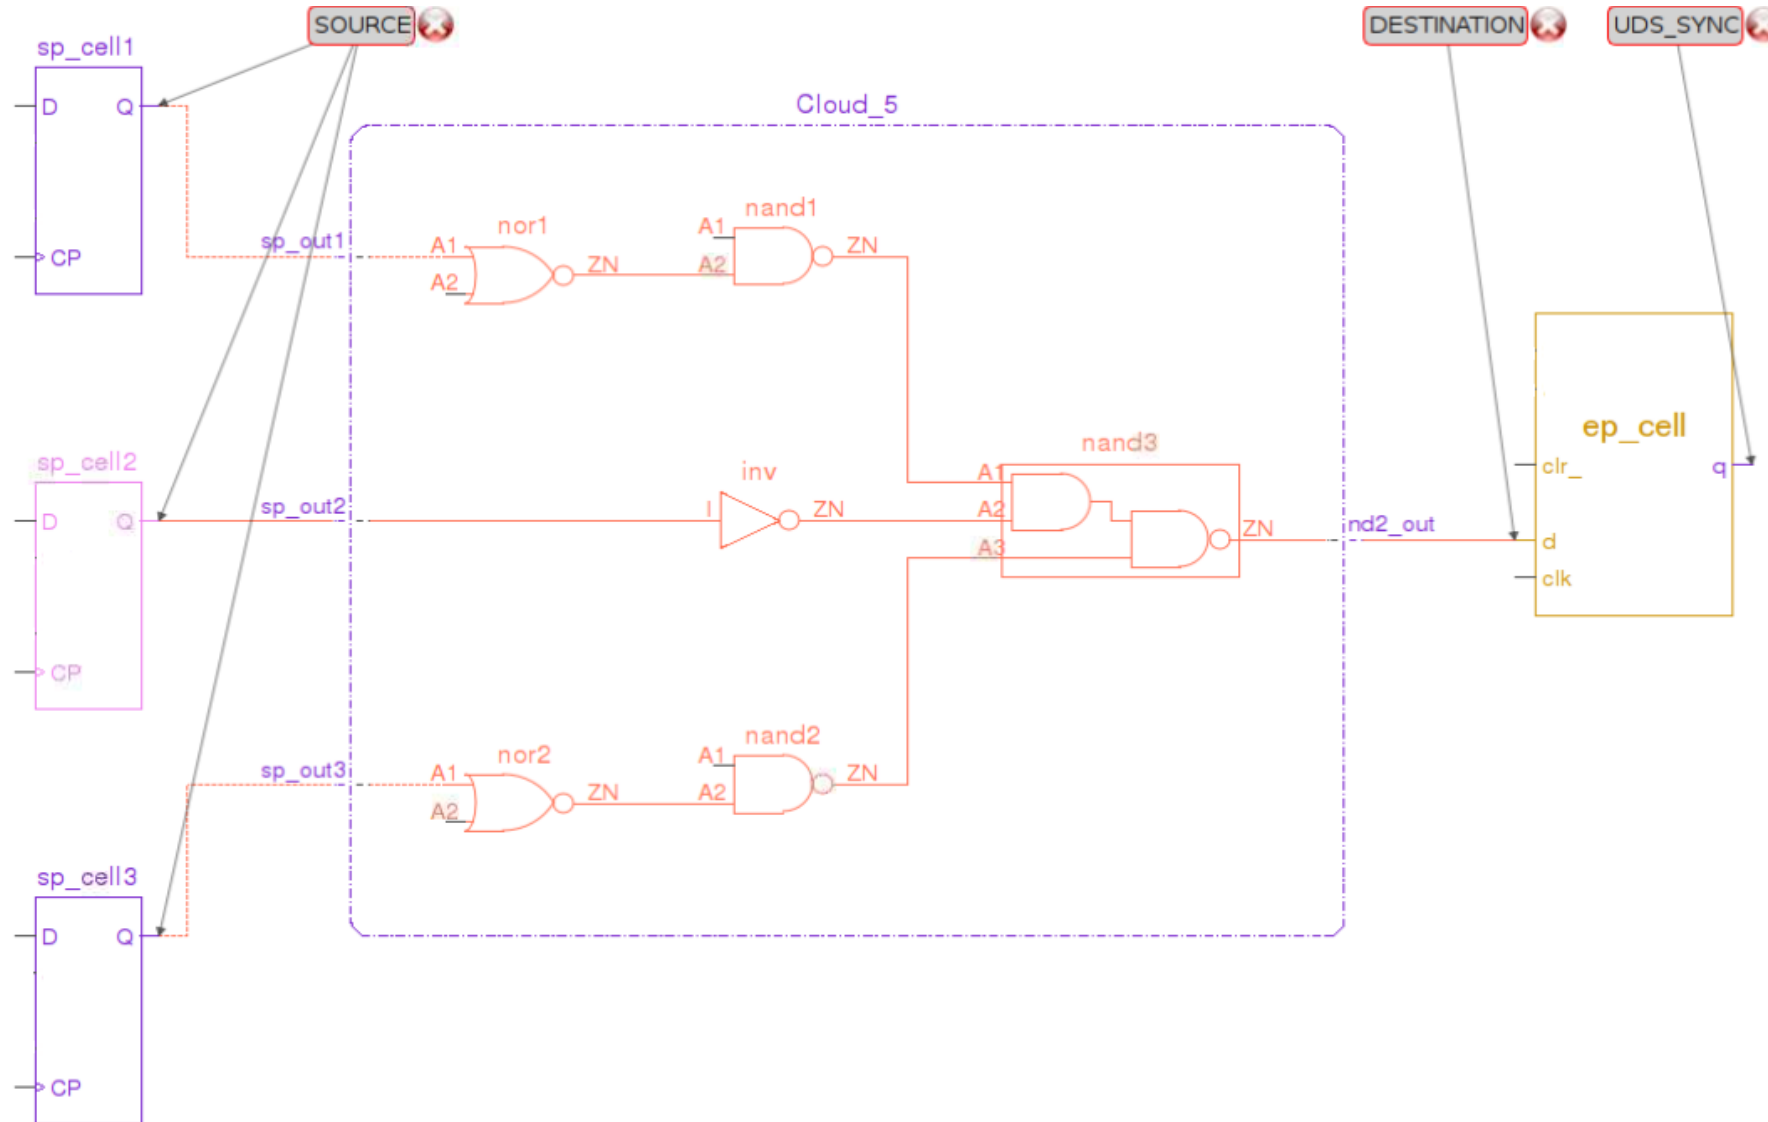 SOURCE
DESTINATION
UDS_SYNC
sp_cell1
D
Q
CP
Cloud_5
sp_out1
nor1
A1
A2
ZN
nand1
A1
A2
ZN
sp_cell2
D
Q
CP
sp_out2
inv
I
ZN
nand3
A1
A2
A3
ZN
nd2_out
ep_cell
clr_
q
d
clk
sp_out3
nor2
A1
A2
ZN
nand2
A1
A2
ZN
sp_cell3
D
Q
CP